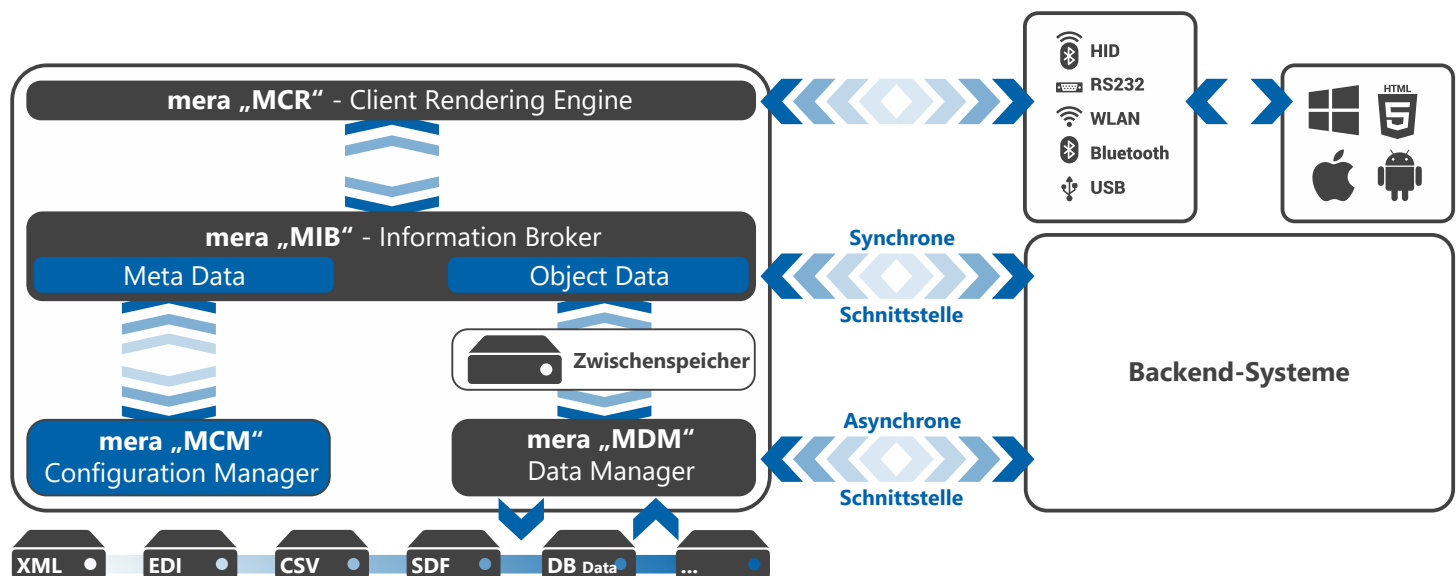 mera „MCR“ - Client Rendering Engine
HID
RS232
WLAN
Bluetooth
USB
HTML
5
mera „MIB“ - Information Broker
Meta Data
Object Data
Synchrone
Schnittstelle
Zwischenspeicher
Backend-Systeme
mera „MCM“
Configuration Manager
mera „MDM“
Data Manager
Asynchrone
Schnittstelle
XML
EDI
CSV
SDF
DB Data
...